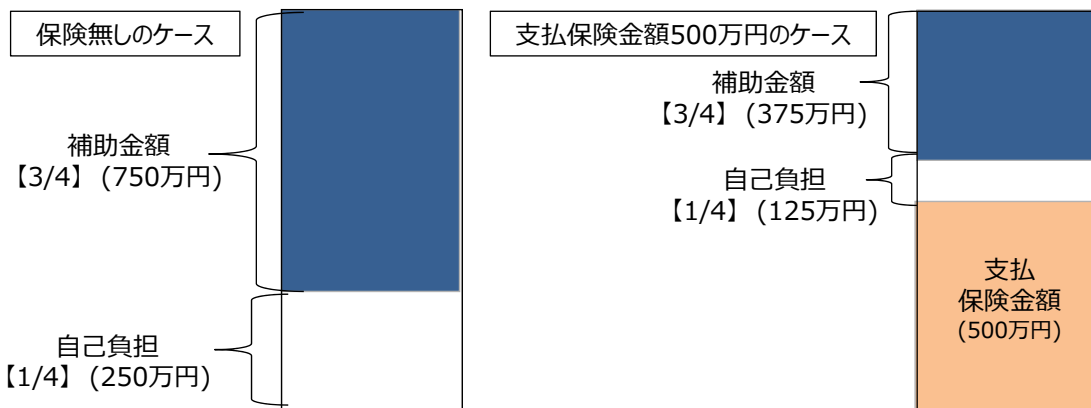 保険無しのケース
補助金額
【3/4】 (750万円)
自己負担
【1/4】 (250万円)
支払保険金額500万円のケース
補助金額
【3/4】 (375万円)
自己負担
【1/4】 (125万円)
支払
保険金額
(500万円)